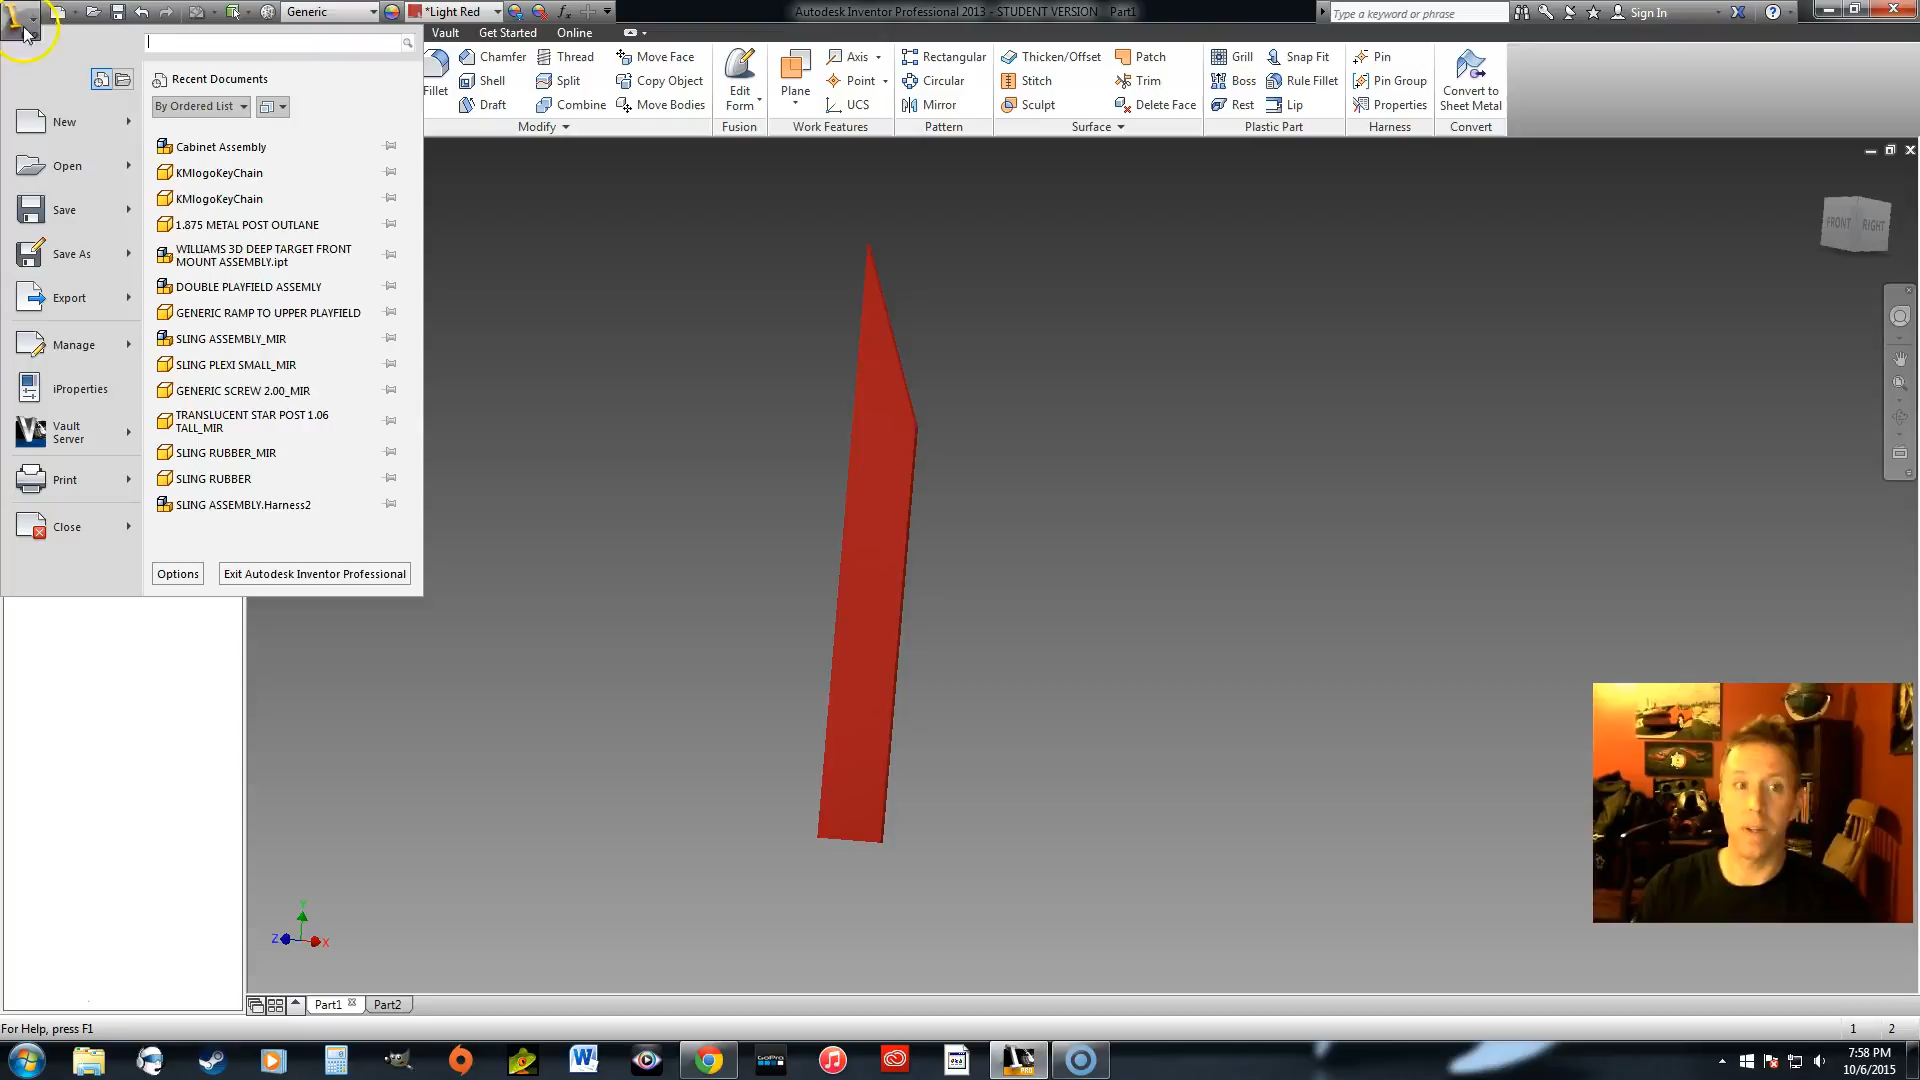 Generic
*Light Red
Autodesk Inventor Professional 2013 - STUDENT VERSION Part1
Type a keyword or phrase
Sign In
Vault
Get Started
Online
Recent Documents
By Ordered List
New
Open
Save
Save As
Export
Manage
iProperties
Vault
Server
Print
Close
Cabinet Assembly
KMlogoKeyChain
KMlogoKeyChain
1.875 METAL POST OUTLANE
WILLIAMS 3D DEEP TARGET FRONT
MOUNT ASSEMBLY.ipt
DOUBLE PLAYFIELD ASSEMLY
GENERIC RAMP TO UPPER PLAYFIELD
SLING ASSEMBLY_MIR
SLING PLEXI SMALL_MIR
GENERIC SCREW 2.00_MIR
TRANSLUCENT STAR POST 1.06
TALL_MIR
SLING RUBBER_MIR
SLING RUBBER
SLING ASSEMBLY.Harness2
Options
Exit Autodesk Inventor Professional
Fillet
Chamfer
Shell
Draft
Thread
Split
Combine
Move Face
Copy Object
Move Bodies
Modify
Edit
Form
Fusion
Plane
Axis
Point
UCS
Work Features
Rectangular
Circular
Mirror
Pattern
Thicken/Offset
Stitch
Sculpt
Patch
Trim
Delete Face
Surface
Grill
Boss
Rest
Snap Fit
Rule Fillet
Lip
Plastic Part
Pin
Pin Group
Properties
Harness
Convert to
Sheet Metal
Convert
FRONT
RIGHT
Y
Z
X
Part1
Part2
For Help, press F1
1
2
GoPro
PRO
7:58 PM
10/6/2015